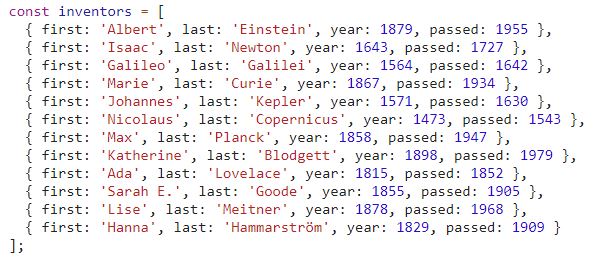 const inventors = [
  { first: 'Albert', last: 'Einstein', year: 1879, passed: 1955 },
  { first: 'Isaac', last: 'Newton', year: 1643, passed: 1727 },
  { first: 'Galileo', last: 'Galilei', year: 1564, passed: 1642 },
  { first: 'Marie', last: 'Curie', year: 1867, passed: 1934 },
  { first: 'Johannes', last: 'Kepler', year: 1571, passed: 1630 },
  { first: 'Nicolaus', last: 'Copernicus', year: 1473, passed: 1543 },
  { first: 'Max', last: 'Planck', year: 1858, passed: 1947 },
  { first: 'Katherine', last: 'Blodgett', year: 1898, passed: 1979 },
  { first: 'Ada', last: 'Lovelace', year: 1815, passed: 1852 },
  { first: 'Sarah E.', last: 'Goode', year: 1855, passed: 1905 },
  { first: 'Lise', last: 'Meitner', year: 1878, passed: 1968 },
  { first: 'Hanna', last: 'Hammarström', year: 1829, passed: 1909 }
];